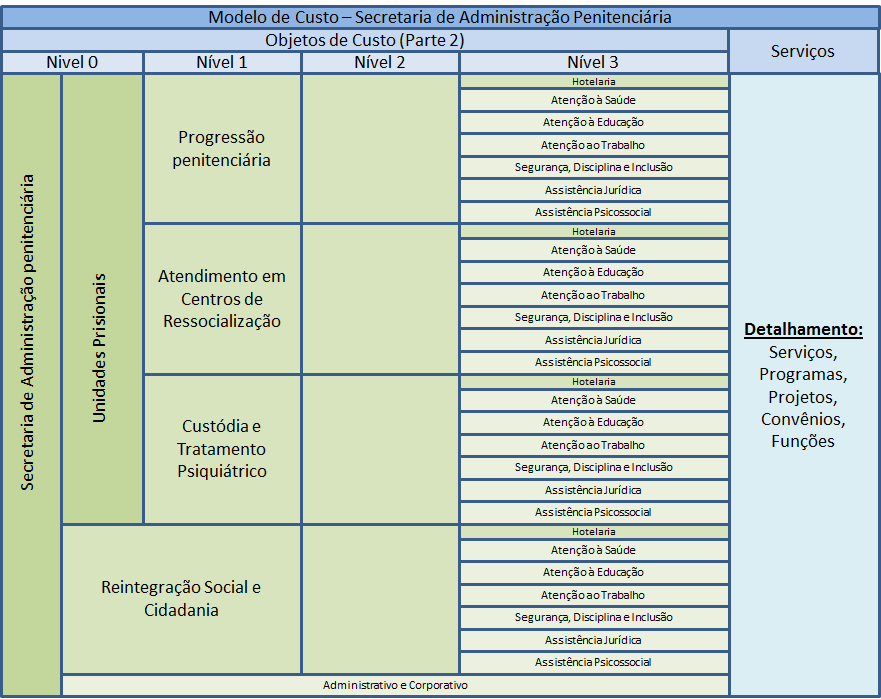 Modelo de Custo – Secretaria de Administração Penitenciária
Objetos de Custo (Parte 2)
Serviços
Nivel 0
Nível 1
Nível 2
Nível 3
Secretaria de Administração penitenciária
Unidades Prisionais
Progressão
penitenciária
Hotelaria
Atenção à Saúde
Atenção à Educação
Atenção ao Trabalho
Segurança, Disciplina e Inclusão
Assistência Jurídica
Assistência Psicossocial
Atendimento em
Centros de
Ressocialização
Hotelaria
Atenção à Saúde
Atenção à Educação
Atenção ao Trabalho
Segurança, Disciplina e Inclusão
Assistência Jurídica
Assistência Psicossocial
Custódia e
Tratamento
Psiquiátrico
Hotelaria
Atenção à Saúde
Atenção à Educação
Atenção ao Trabalho
Segurança, Disciplina e Inclusão
Assistência Jurídica
Assistência Psicossocial
Reintegração Social e
Cidadania
Hotelaria
Atenção à Saúde
Atenção à Educação
Atenção ao Trabalho
Segurança, Disciplina e Inclusão
Assistência Jurídica
Assistência Psicossocial
Administrativo e Corporativo
Detalhamento:
Serviços,
Programas,
Projetos,
Convênios,
Funções